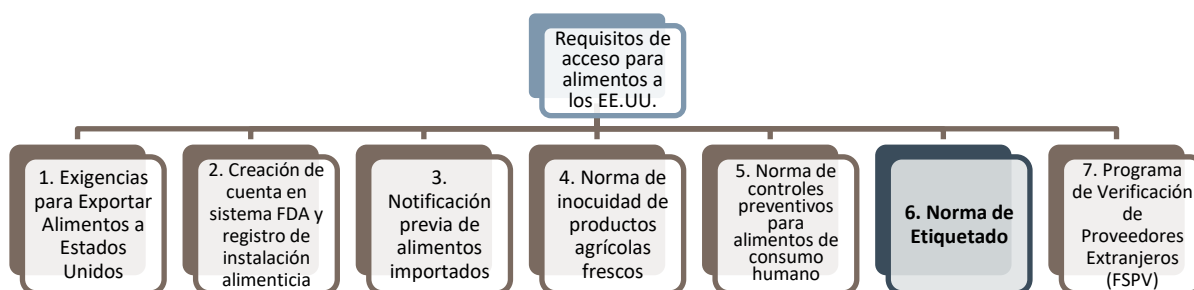 Requisitos de
acceso para
alimentos a
los EE.UU.
1. Exigencias
para Exportar
Alimentos a
Estados
Unidos
2. Creación de
cuenta en
sistema FDA y
registro de
instalación
alimenticia
3.
Notificación
previa de
alimentos
importados
4. Norma de
inocuidad de
productos
agrícolas
frescos
5. Norma de
controles
preventivos
para
alimentos de
consumo
humano
6. Norma de
Etiquetado
7. Programa
de Verificación
de
Proveedores
Extranjeros
(FSPV)